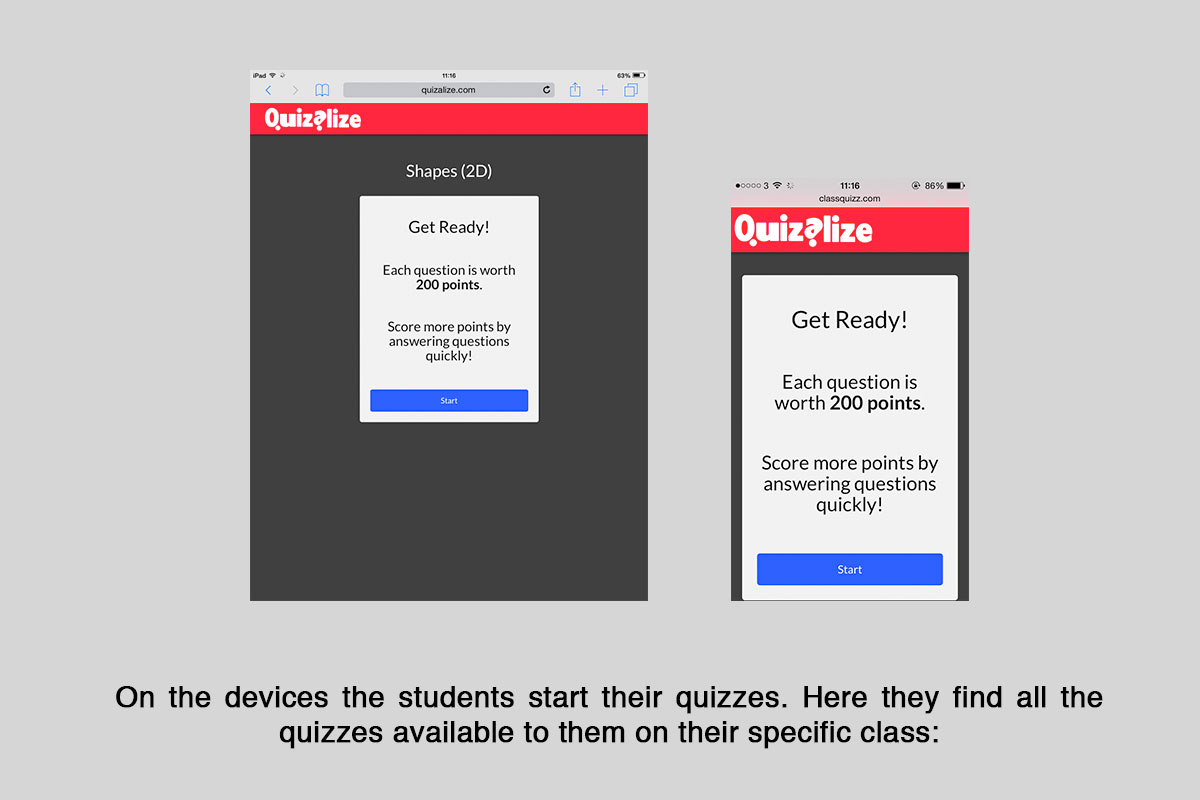 iPad 11:16 63%
quizalize.com
Quizalize
Shapes (2D)
Get Ready!
Each question is worth
200 points.
Score more points by
answering questions
quickly!
Start
3 11:16 86%
classquizz.com
Quizalize
Get Ready!
Each question is
worth 200 points.
Score more points by
answering questions
quickly!
Start
On the devices the students start their quizzes. Here they find all the
quizzes available to them on their specific class: